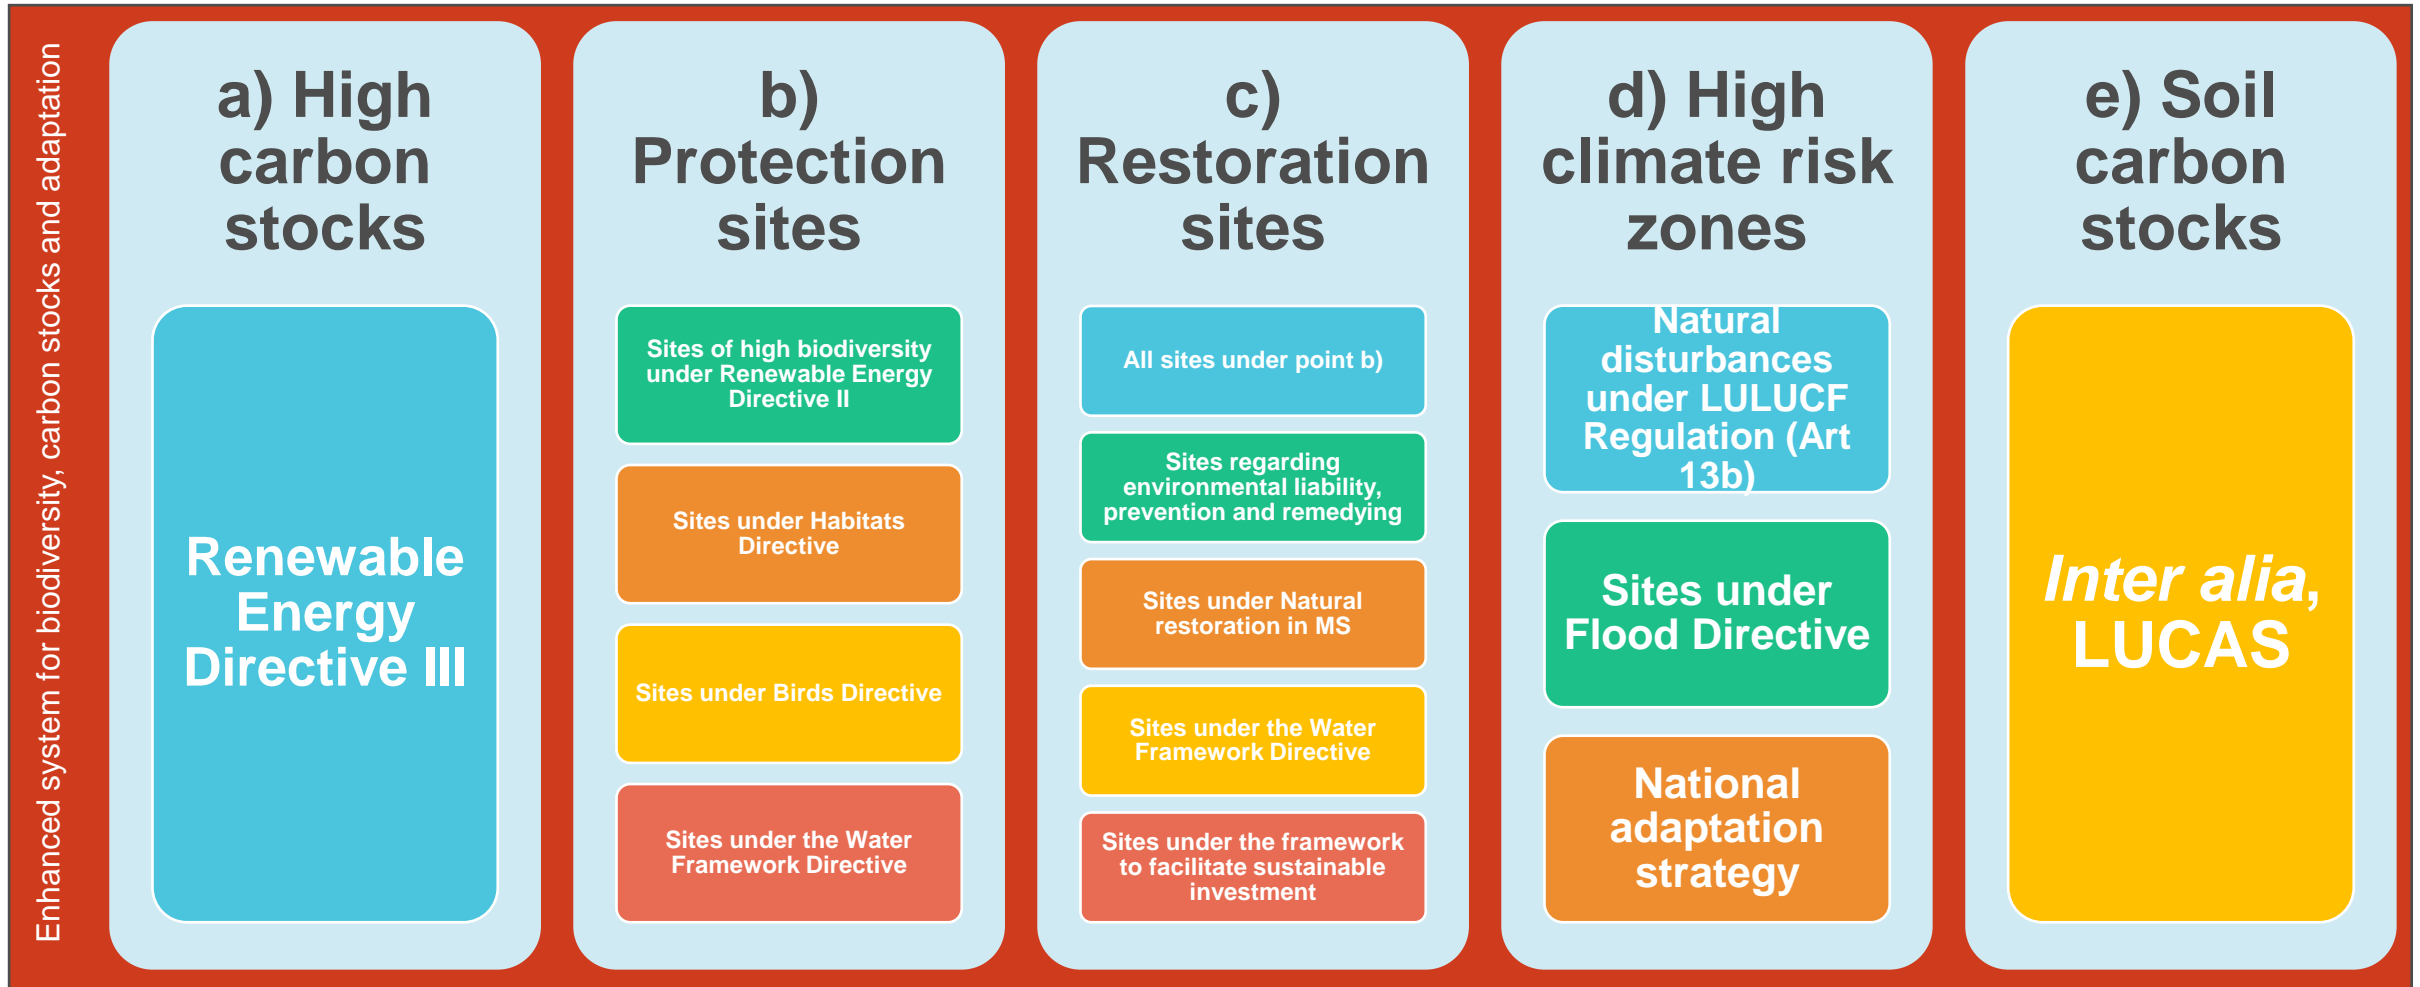 Enhanced system for biodiversity, carbon stocks and adaptation
a) High
carbon
stocks
Renewable
Energy
Directive III
b)
Protection
sites
Sites of high biodiversity
under Renewable Energy
Directive II
Sites under Habitats
Directive
Sites under Birds Directive
Sites under the Water
Framework Directive
c)
Restoration
sites
All sites under point b)
Sites regarding
environmental liability,
prevention and remedying
Sites under Natural
restoration in MS
Sites under the Water
Framework Directive
Sites under the framework
to facilitate sustainable
investment
d) High
climate risk
zones
Natural
disturbances
under LULUCF
Regulation (Art
13b)
Sites under
Flood Directive
National
adaptation
strategy
e) Soil
carbon
stocks
Inter alia,
LUCAS